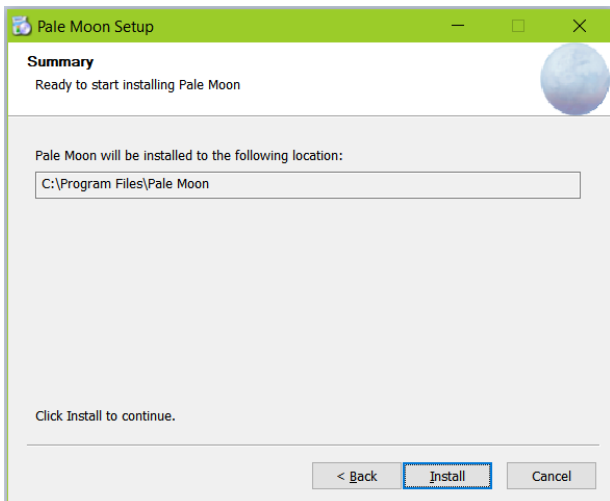 Pale Moon Setup
Summary
Ready to start installing Pale Moon
Pale Moon will be installed to the following location:
C:\Program Files\Pale Moon
Click Install to continue.
< Back Install Cancel